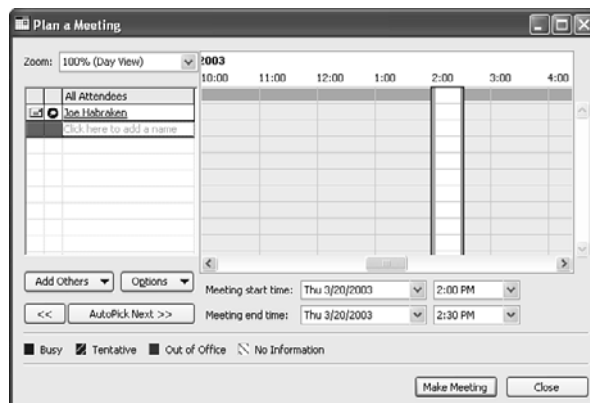 Plan a Meeting
Zoom: 100% (Day View)
2003
10:00 11:00 12:00 1:00 2:00 3:00 4:00
All Attendees
Joe Habraken
Click here to add a name
Add Others Options
<< AutoPick Next >>
Meeting start time: Thu 3/20/2003 2:00 PM
Meeting end time: Thu 3/20/2003 2:30 PM
Busy Tentative Out of Office No Information
Make Meeting Close